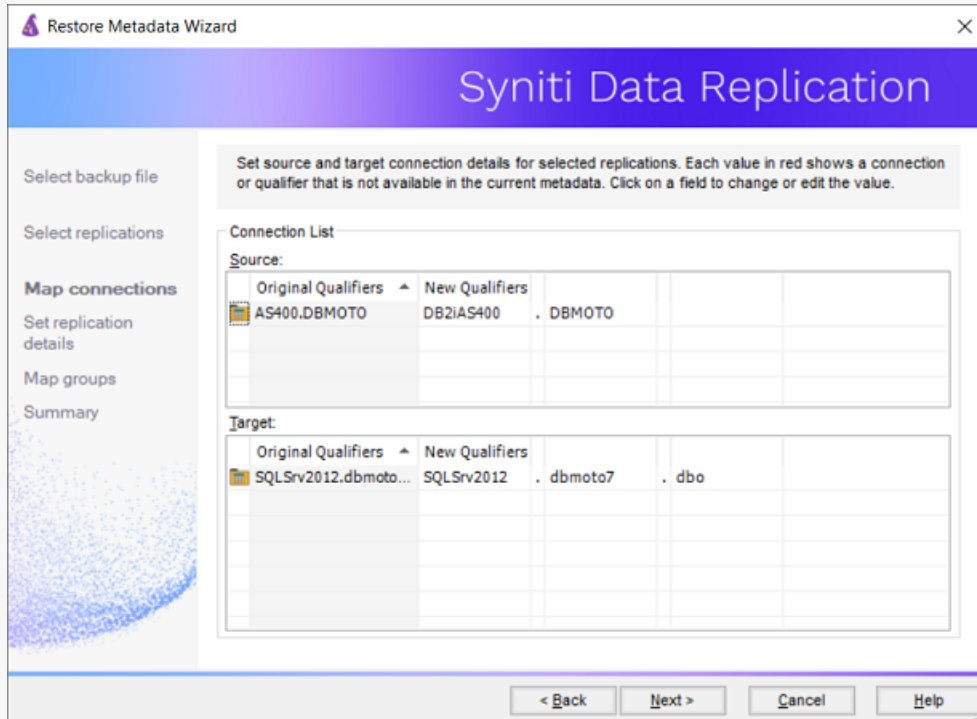 Restore Metadata Wizard
Syniti Data Replication
Select backup file
Select replications
Map connections
Set replication
details
Map groups
Summary
Set source and target connection details for selected replications. Each value in red shows a connection
or qualifier that is not available in the current metadata. Click on a field to change or edit the value.
Connection List
Source:
Original Qualifiers New Qualifiers
AS400.DBMOTO DB2iAS400 . DBMOTO
Target:
Original Qualifiers New Qualifiers
SQLSrv2012.dbmoto... SQLSrv2012 . dbmoto7 . dbo
< Back Next > Cancel Help